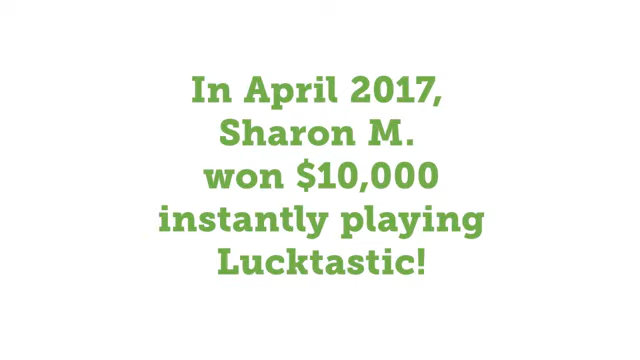 In April 2017,
Sharon M.
won $10,000
instantly playing
Lucktastic!